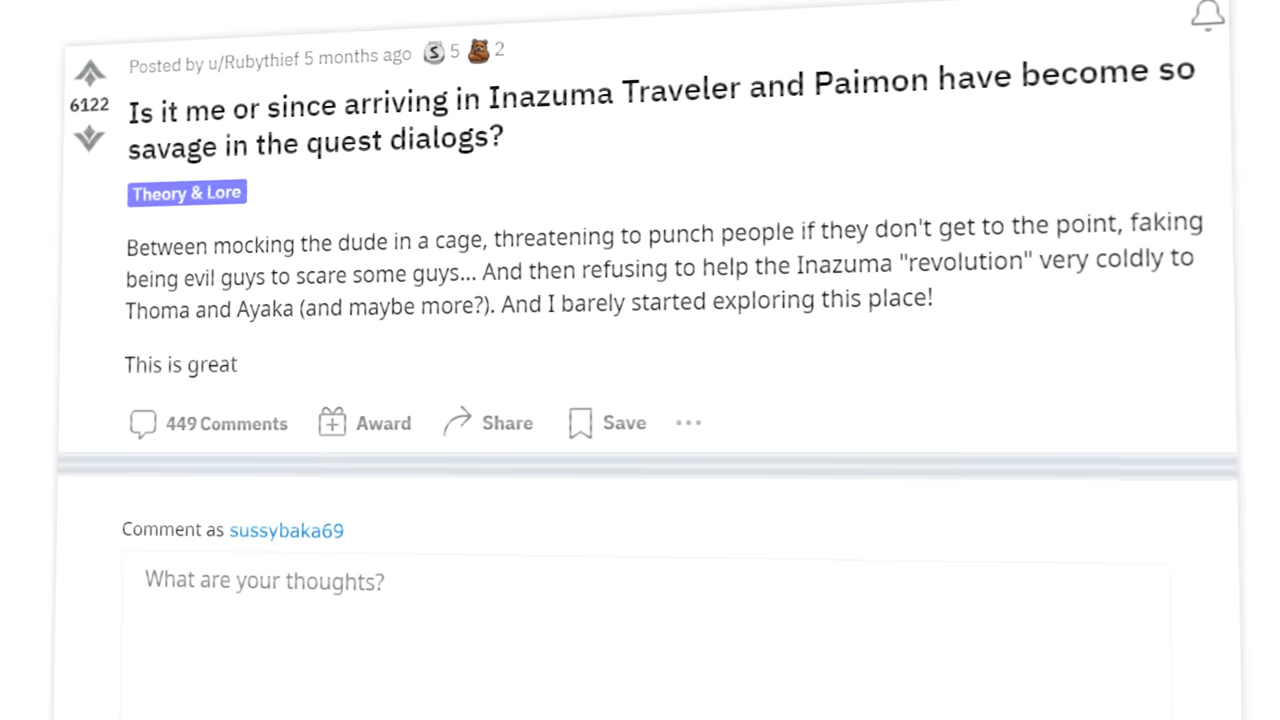 Posted by u/Rubythief 5 months ago S 5 2
6122
Is it me or since arriving in Inazuma Traveler and Paimon have become so
savage in the quest dialogs?
Theory & Lore
Between mocking the dude in a cage, threatening to punch people if they don't get to the point, faking
being evil guys to scare some guys... And then refusing to help the Inazuma "revolution" very coldly to
Thoma and Ayaka (and maybe more?). And I barely started exploring this place!
This is great
449 Comments Award Share Save
Comment as sussybaka69
What are your thoughts?